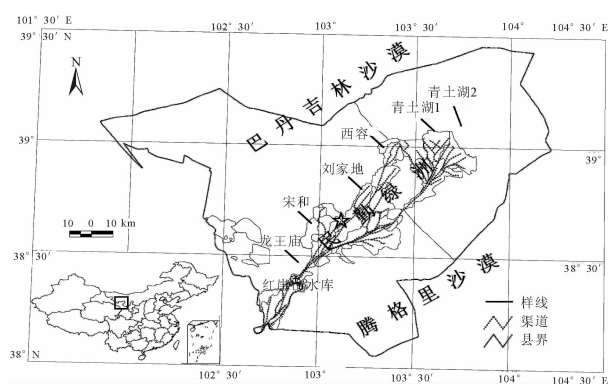 101° 30′ E
102°
102° 30′
103°
103° 30′
104°
104° 30′
39° 30′ N
39° 30′
N
巴丹吉林沙漠
青土湖2
青土湖1
西容
39°
39°
刘家地
民勤绿洲
宋和
10 0 10 km
龙王庙
38° 30′
38° 30′
红崖山水库
腾格里沙漠
样线
渠道
县界
38° N
38°
102° 30′
103°
103° 30′
104°
104° 30′